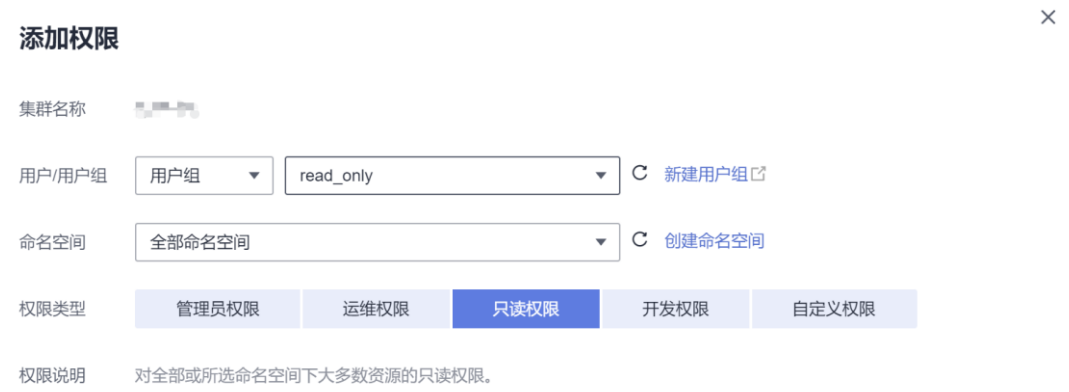 添加权限
集群名称
用户/用户组 用户组 read_only 新建用户组
命名空间 全部命名空间 创建命名空间
权限类型 管理员权限 运维权限 只读权限 开发权限 自定义权限
权限说明 对全部或所选命名空间下大多数资源的只读权限。